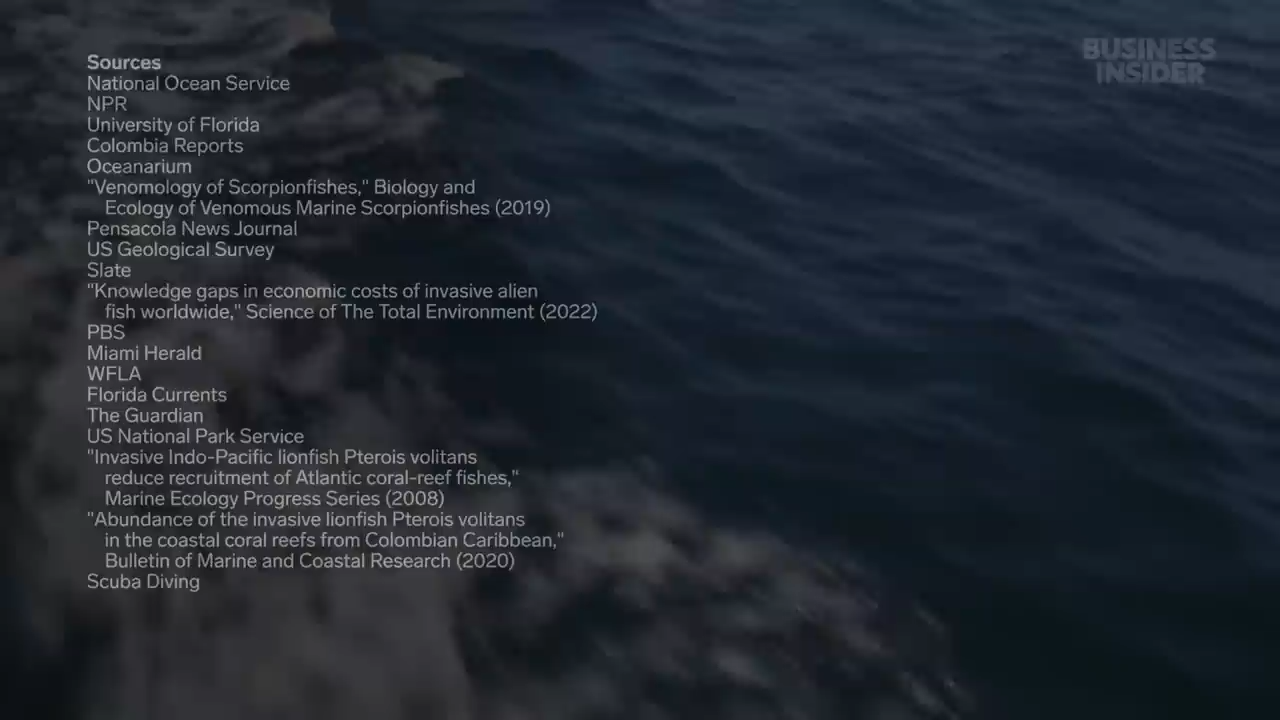 Sources
National Ocean Service
NPR
University of Florida
Colombia Reports
Oceanarium
"Venomology of Scorpionfishes," Biology and
Ecology of Venomous Marine Scorpionfishes (2019)
Pensacola News Journal
US Geological Survey
Slate
"Knowledge gaps in economic costs of invasive alien
fish worldwide," Science of The Total Environment (2022)
PBS
Miami Herald
WFLA
Florida Currents
The Guardian
US National Park Service
"Invasive Indo-Pacific lionfish Pterois volitans
reduce recruitment of Atlantic coral-reef fishes,"
Marine Ecology Progress Series (2008)
"Abundance of the invasive lionfish Pterois volitans
in the coastal coral reefs from Colombian Caribbean,"
Bulletin of Marine and Coastal Research (2020)
Scuba Diving
BUSINESS
INSIDER